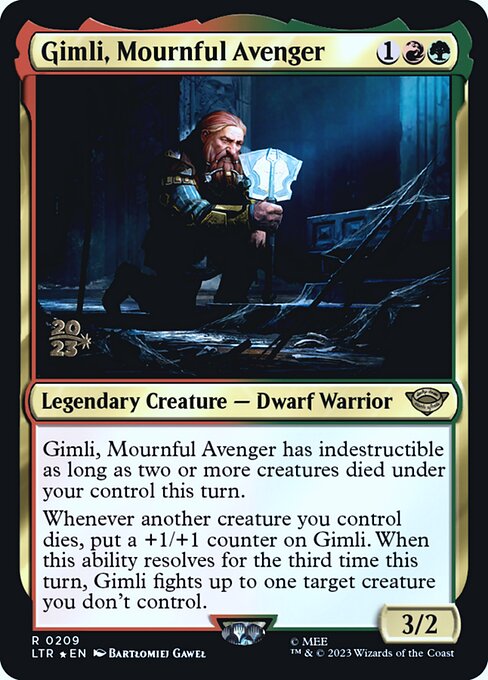 Gimli, Mournful Avenger 1
20
23
Legendary Creature — Dwarf Warrior
Gimli, Mournful Avenger has indestructible
as long as two or more creatures died under
your control this turn.
Whenever another creature you control
dies, put a +1/+1 counter on Gimli. When
this ability resolves for the third time this
turn, Gimli fights up to one target creature
you don't control.
3/2
R 0209
LTR ★ EN Bartłomiej Gaweł
© MEE
™ & © 2023 Wizards of the Coast